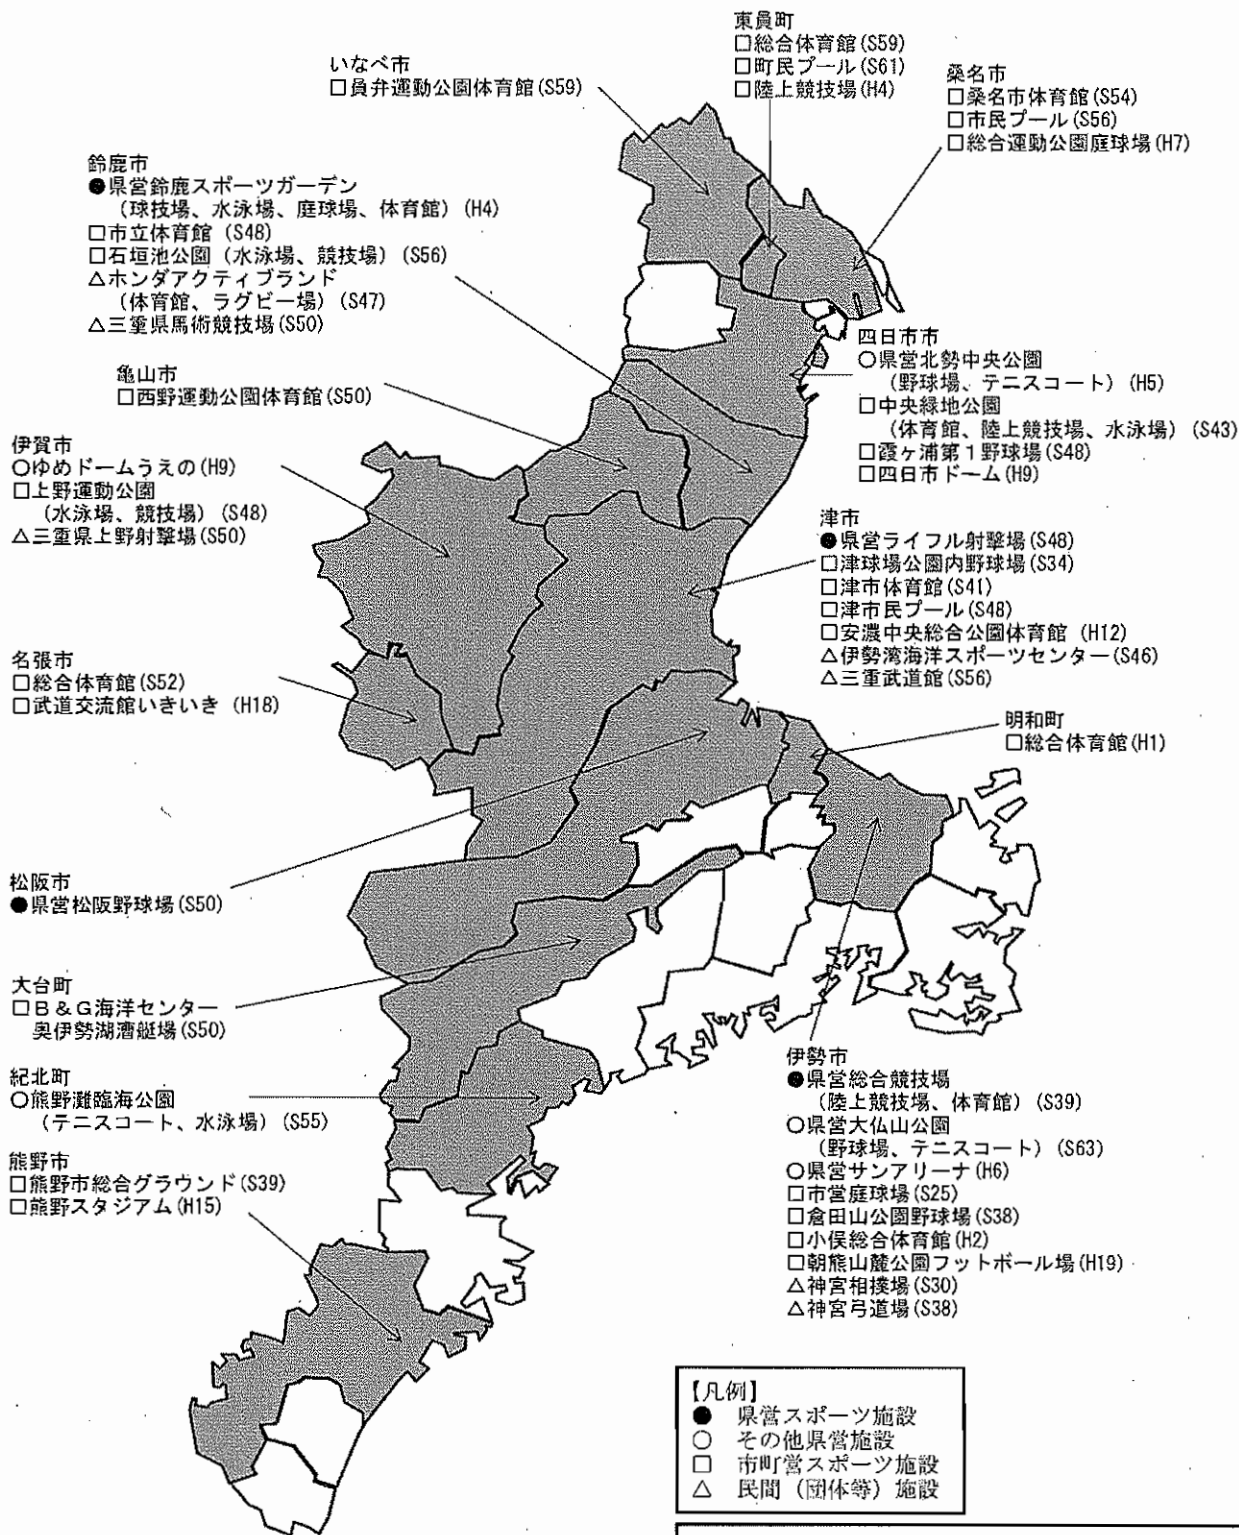 東員町
□総合体育館(S59)
□町民プール(S61)
□陸上競技場(H4)
いなべ市
□員弁運動公園体育館(S59)
桑名市
□桑名市体育館(S54)
□市民プール(S56)
□総合運動公園庭球場(H7)
鈴鹿市
●県営鈴鹿スポーツガーデン
（球技場、水泳場、庭球場、体育館）(H4)
□市立体育館（S48）
□石垣池公園（水泳場、競技場）(S56)
△ホンダアクティブランド
（体育館、ラグビー場）(S47)
△三重県馬術競技場(S50)
四日市市
○県営北勢中央公園
（野球場、テニスコート）(H5)
□中央緑地公園
（体育館、陸上競技場、水泳場）(S43)
□霞ヶ浦第１野球場(S48)
□四日市ドーム(H9)
亀山市
□西野運動公園体育館(S50)
伊賀市
○ゆめドームうえの(H9)
□上野運動公園
（水泳場、競技場）(S48)
△三重県上野射撃場(S50)
津市
●県営ライフル射撃場(S48)
□津球場公園内野球場(S34)
□津市体育館(S41)
□津市民プール(S48)
□安濃中央総合公園体育館（H12）
△伊勢湾海洋スポーツセンター(S46)
△三重武道館(S56)
名張市
□総合体育館(S52)
□武道交流館いきいき（H18）
明和町
□総合体育館(H1)
松阪市
●県営松阪野球場(S50)
大台町
□Ｂ＆Ｇ海洋センター
奥伊勢湖漕艇場(S50)
紀北町
○熊野灘臨海公園
（テニスコート、水泳場）(S55)
伊勢市
●県営総合競技場
（陸上競技場、体育館）(S39)
○県営大仏山公園
（野球場、テニスコート）(S63)
○県営サンアリーナ(H6)
□市営庭球場(S25)
□倉田山公園野球場(S38)
□小俣総合体育館(H2)
□朝熊山麓公園フットボール場(H19)
△神宮相撲場(S30)
△神宮弓道場(S38)
熊野市
□熊野市総合グラウンド(S39)
□熊野スタジアム(H15)
【凡例】
● 県営スポーツ施設
○ その他県営施設
□ 市町営スポーツ施設
△ 民間（団体等）施設